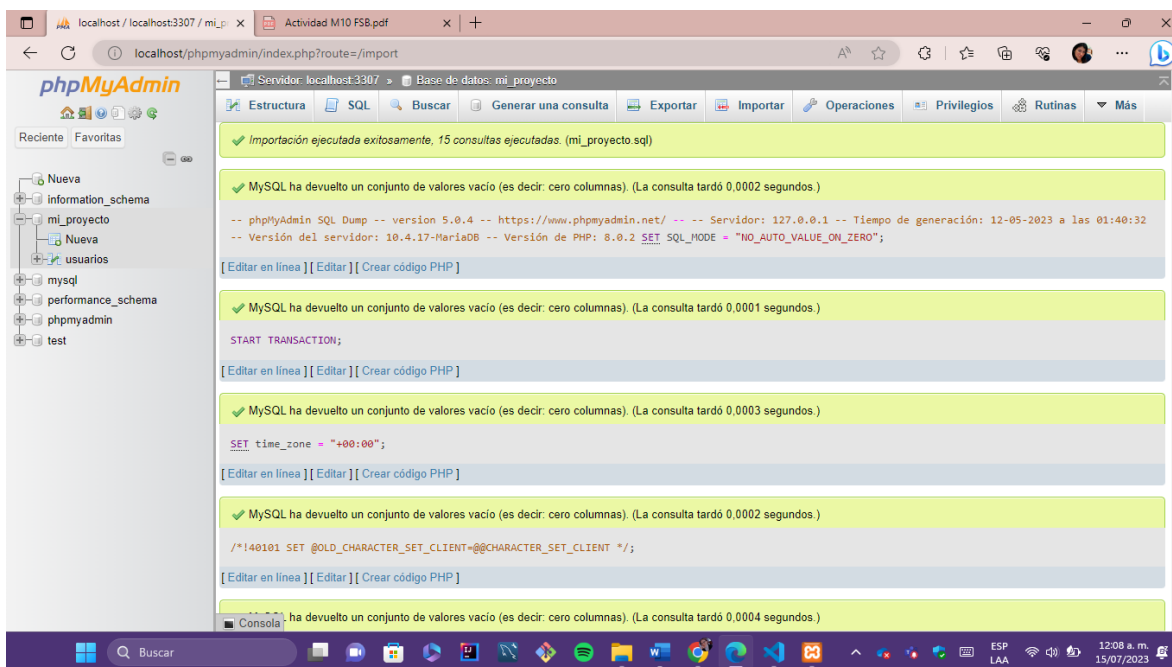 localhost / localhost:3307 / mi_p
Actividad M10 FSB.pdf
localhost/phpmyadmin/index.php?route=/import
phpMyAdmin
Reciente Favoritas
Nueva
information_schema
mi_proyecto
Nueva
usuarios
mysql
performance_schema
phpmyadmin
test
Servidor: localhost:3307 » Base de datos: mi_proyecto
Estructura SQL Buscar Generar una consulta Exportar Importar Operaciones Privilegios Rutinas Más
Importación ejecutada exitosamente, 15 consultas ejecutadas. (mi_proyecto.sql)
MySQL ha devuelto un conjunto de valores vacío (es decir: cero columnas). (La consulta tardó 0,0002 segundos.)
-- phpMyAdmin SQL Dump -- version 5.0.4 -- https://www.phpmyadmin.net/ -- -- Servidor: 127.0.0.1 -- Tiempo de generación: 12-05-2023 a las 01:40:32
-- Versión del servidor: 10.4.17-MariaDB -- Versión de PHP: 8.0.2 SET SQL_MODE = "NO_AUTO_VALUE_ON_ZERO";
[ Editar en línea ] [ Editar ] [ Crear código PHP ]
MySQL ha devuelto un conjunto de valores vacío (es decir: cero columnas). (La consulta tardó 0,0001 segundos.)
START TRANSACTION;
[ Editar en línea ] [ Editar ] [ Crear código PHP ]
MySQL ha devuelto un conjunto de valores vacío (es decir: cero columnas). (La consulta tardó 0,0003 segundos.)
SET time_zone = "+00:00";
[ Editar en línea ] [ Editar ] [ Crear código PHP ]
MySQL ha devuelto un conjunto de valores vacío (es decir: cero columnas). (La consulta tardó 0,0002 segundos.)
/*!40101 SET @OLD_CHARACTER_SET_CLIENT=@@CHARACTER_SET_CLIENT */;
[ Editar en línea ] [ Editar ] [ Crear código PHP ]
ha devuelto un conjunto de valores vacío (es decir: cero columnas). (La consulta tardó 0,0004 segundos.)
Consola
Buscar
ESP
LAA
12:08 a. m.
15/07/2023